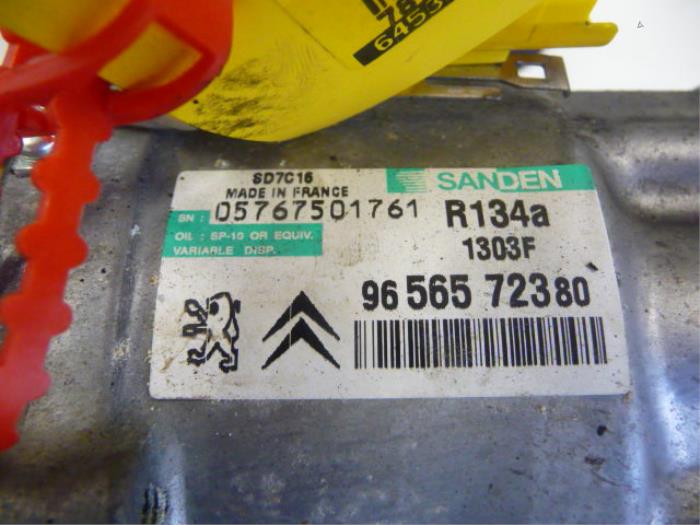 6453
SD7C16
MADE IN FRANCE
SANDEN
SN : 05767501761
R134a
OIL : SP-10 OR EQUIV.
VARIABLE DISP.
1303F
96 565 723 80